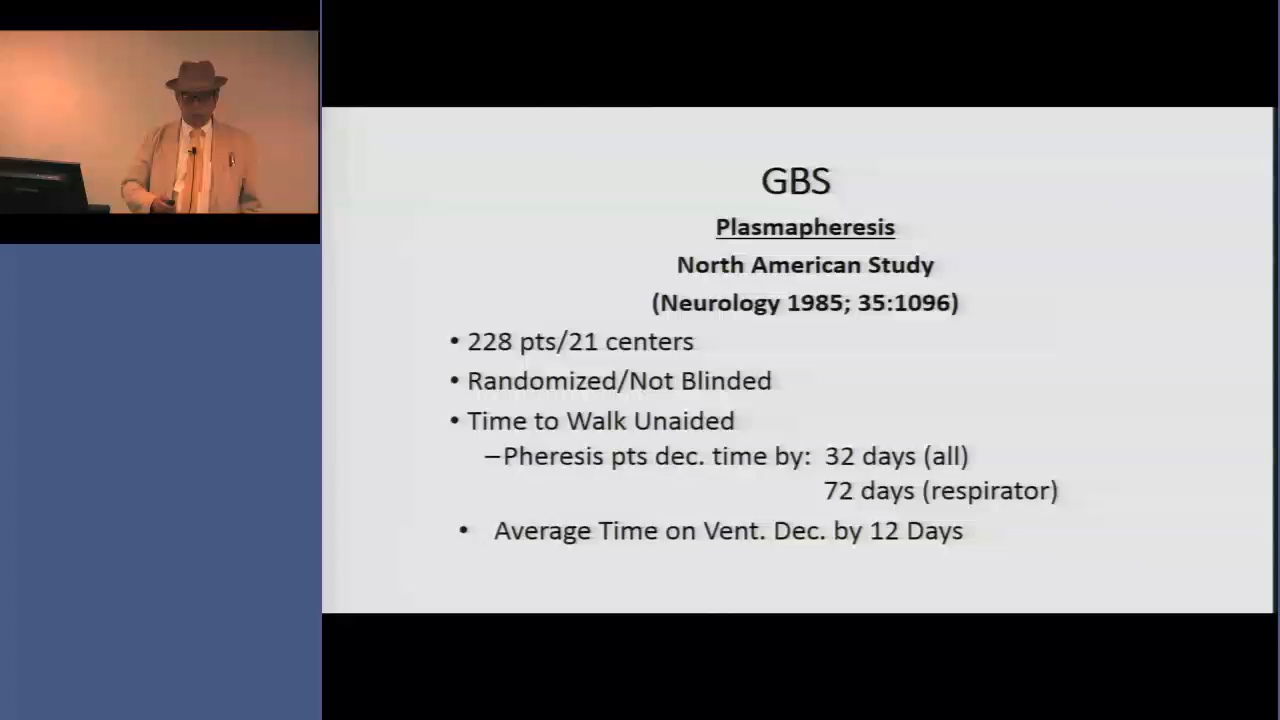 GBS
Plasmapheresis
North American Study
(Neurology 1985; 35:1096)
• 228 pts/21 centers
• Randomized/Not Blinded
• Time to Walk Unaided
–Pheresis pts dec. time by: 32 days (all)
72 days (respirator)
• Average Time on Vent. Dec. by 12 Days